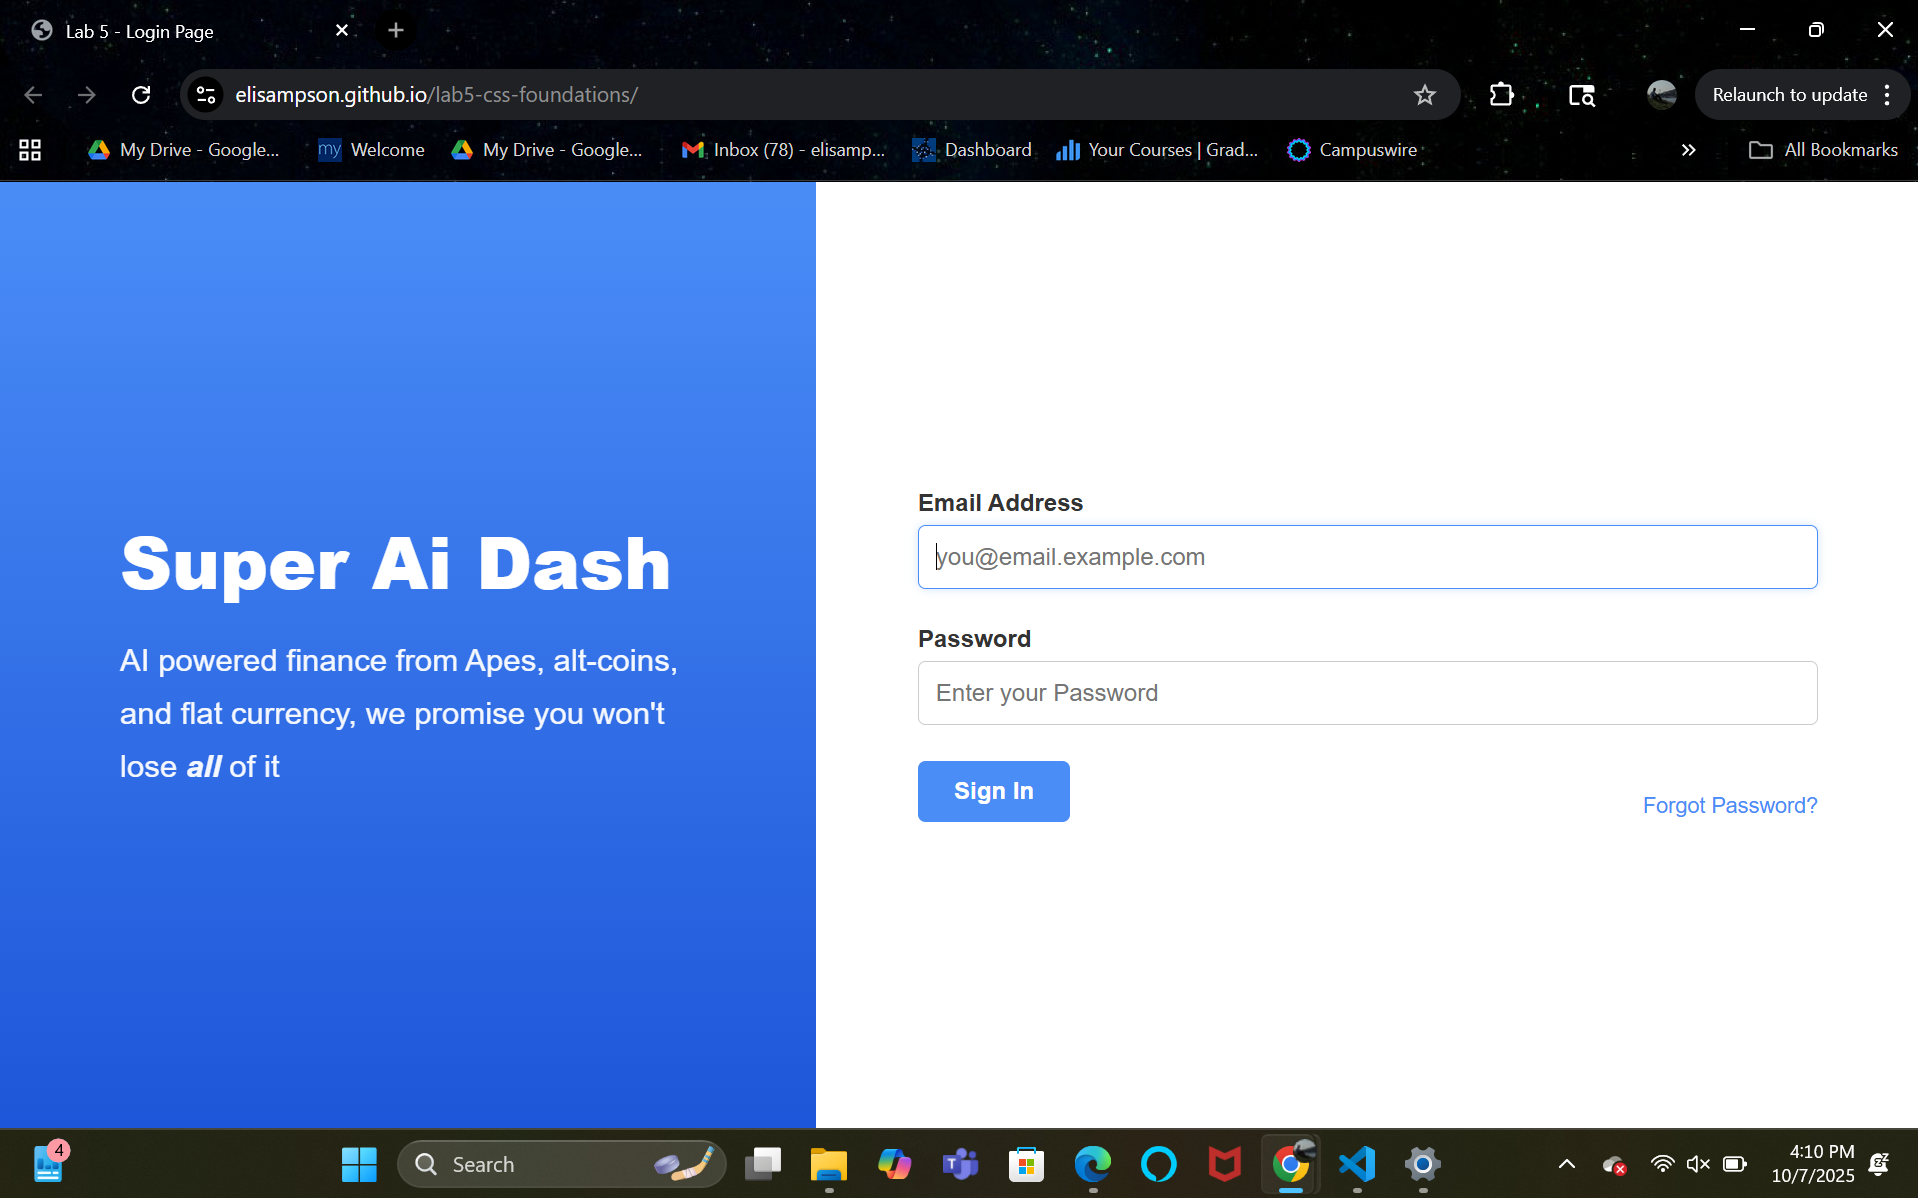 Lab 5 - Login Page
elisampson.github.io/lab5-css-foundations/
Relaunch to update
My Drive - Google...
my Welcome
My Drive - Google...
Inbox (78) - elisamp...
Dashboard
Your Courses | Grad...
Campuswire
All Bookmarks
Super Ai Dash
AI powered finance from Apes, alt-coins,
and flat currency, we promise you won't
lose all of it
Email Address
you@email.example.com
Password
Enter your Password
Sign In
Forgot Password?
4
Search
4:10 PM
10/7/2025